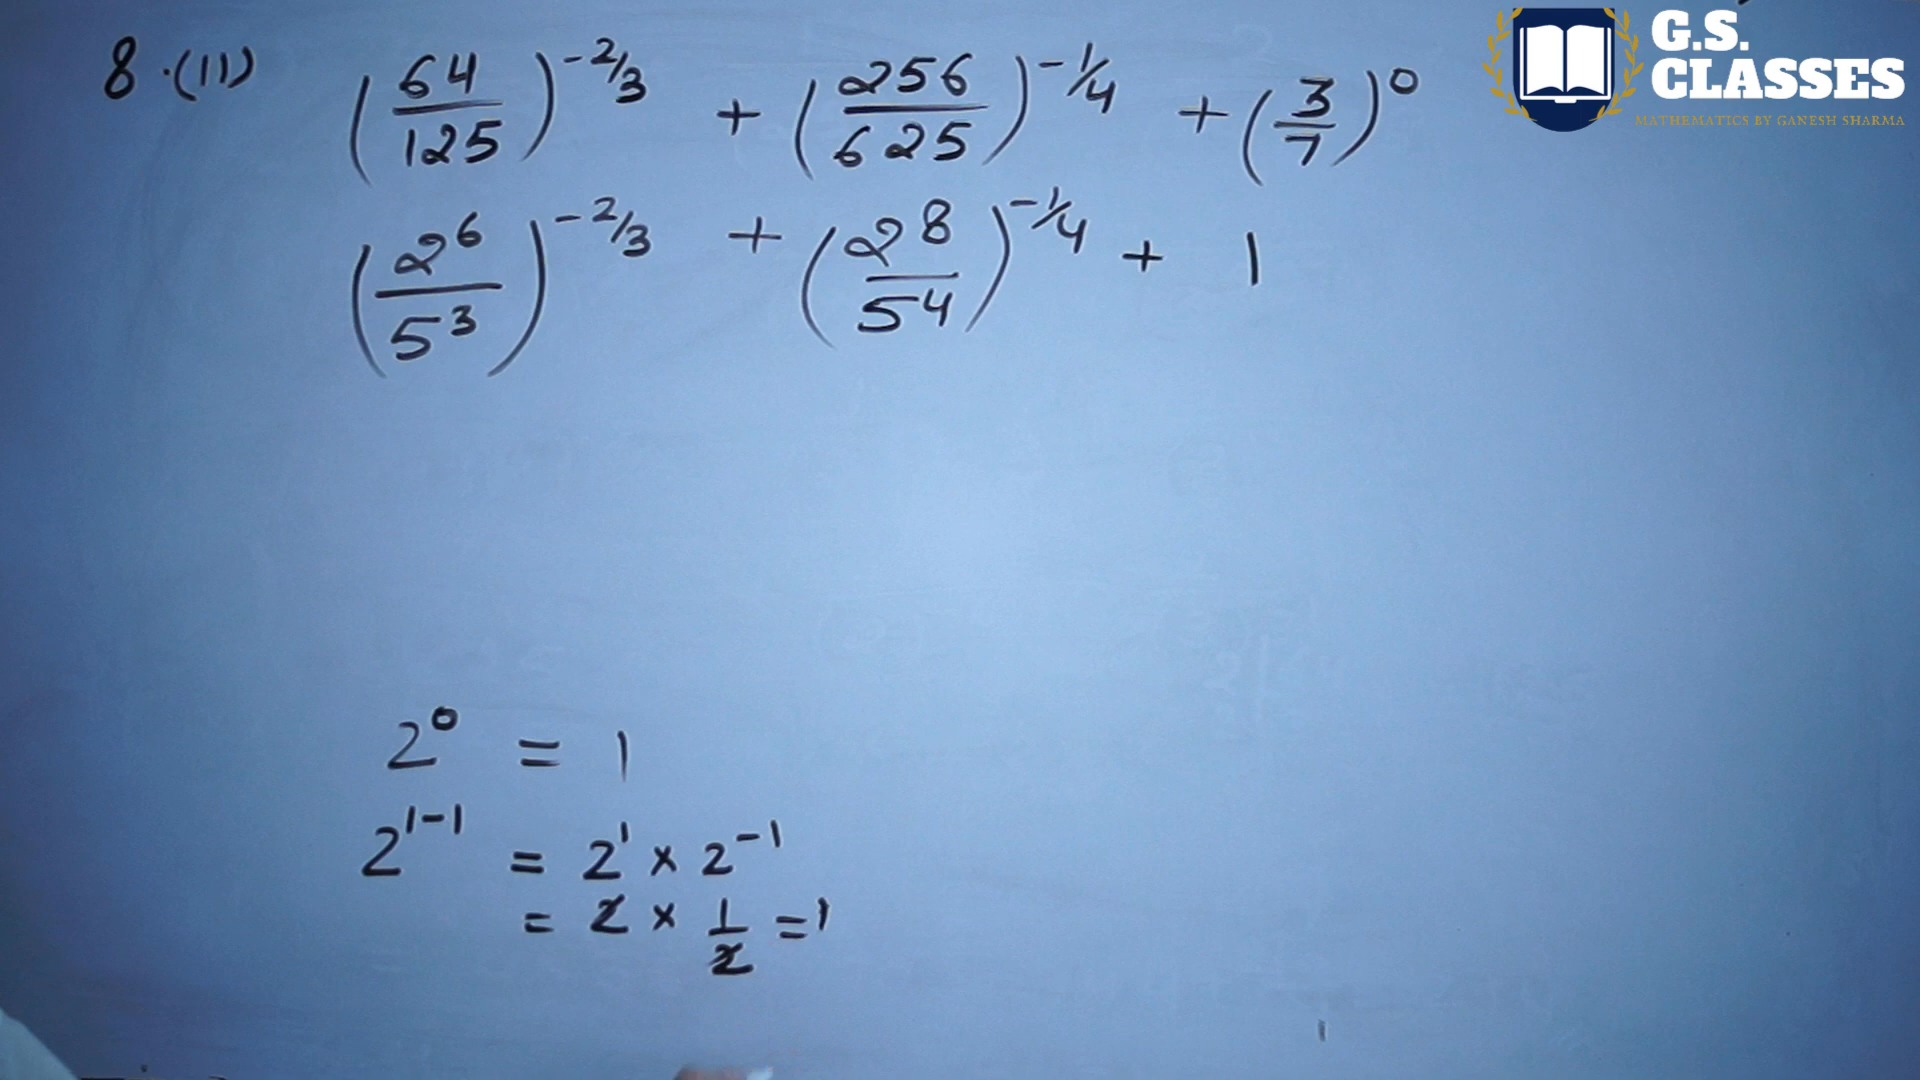 8.(11) (64/125)^-2/3 + (256/625)^-1/4 + (3/7)^0
(2^6/5^3)^-2/3 + (2^8/5^4)^-1/4 + 1
2^0 = 1
2^1-1 = 2^1 × 2^-1
= 2 × 1/2 = 1
G.S.
CLASSES
MATHEMATICS BY GANESH SHARMA